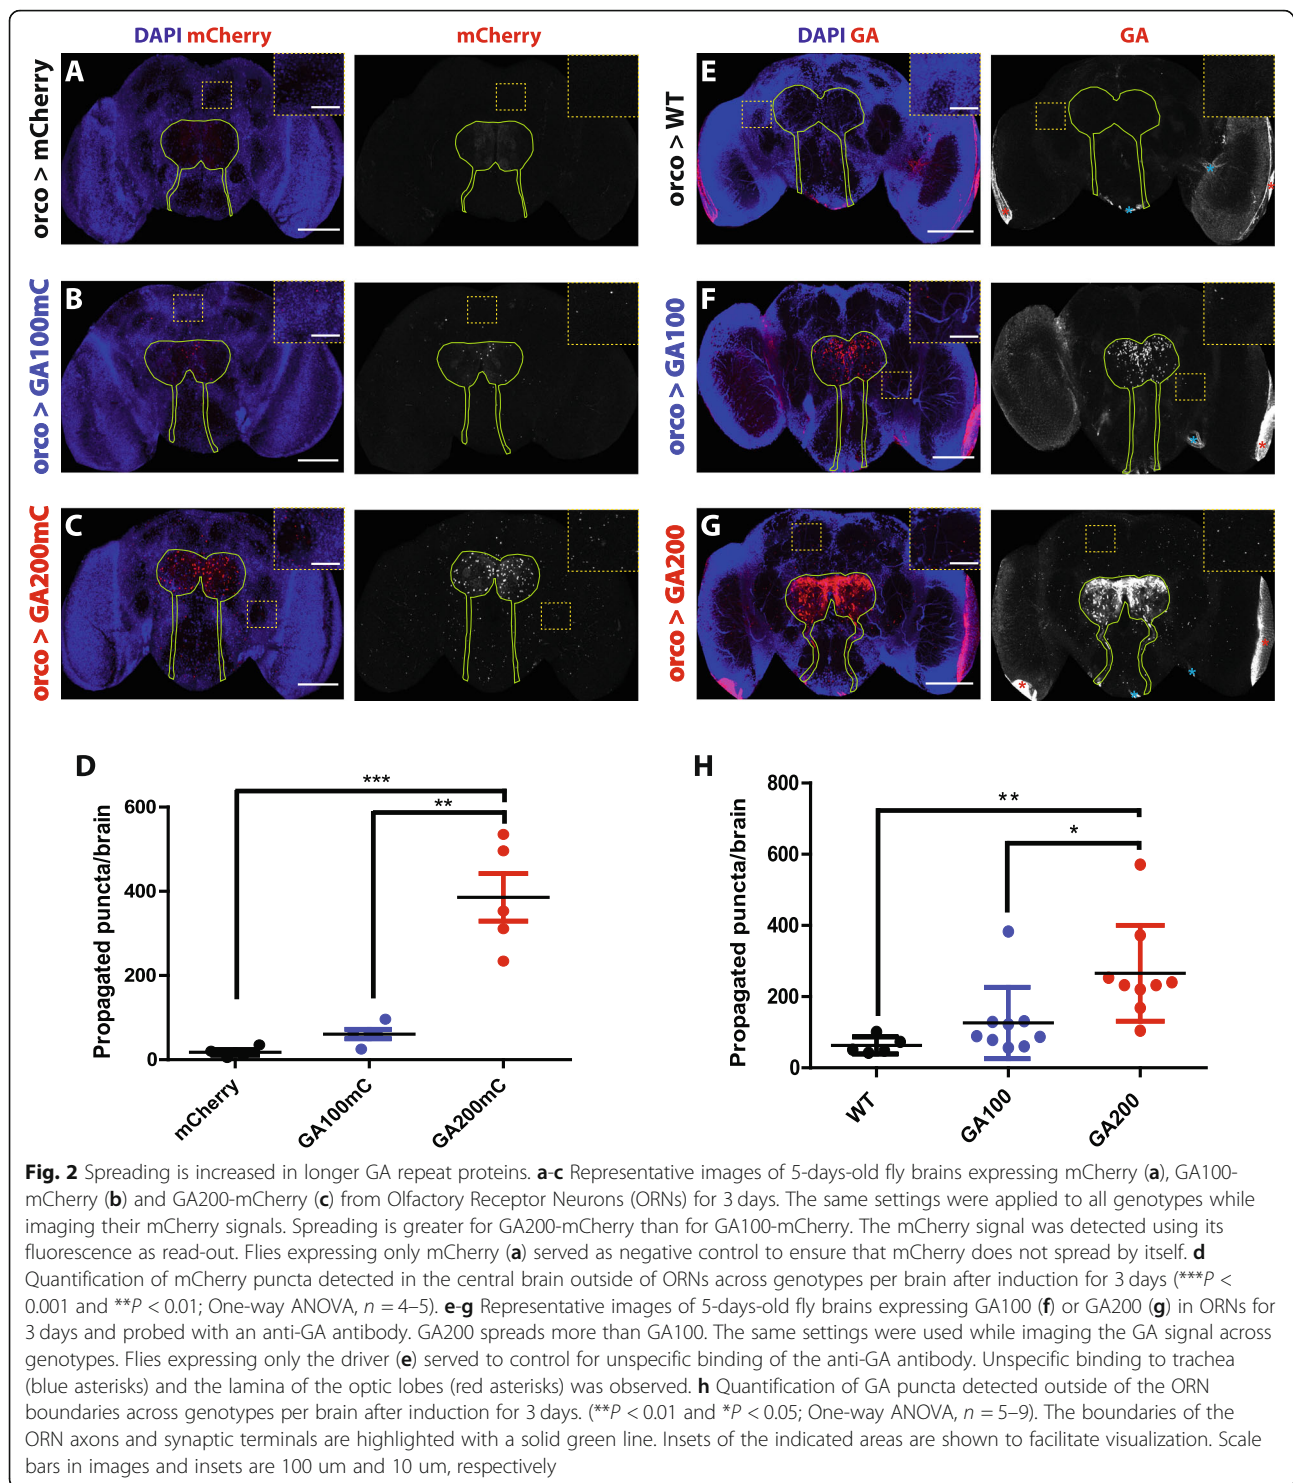 DAPI mCherry
mCherry
DAPI GA
GA
orco > mCherry
A
E
orco > WT
*
*
*
*
orco > GA100mC
B
F
orco > GA100
*
*
orco > GA200mC
C
G
orco > GA200
*
*
*
*
D
H
Propagated puncta/brain
600
400
200
0
***
**
mCherry
GA100mC
GA200mC
Propagated puncta/brain
800
600
400
200
0
**
*
WT
GA100
GA200
Fig. 2 Spreading is increased in longer GA repeat proteins. a-c Representative images of 5-days-old fly brains expressing mCherry (a), GA100-
mCherry (b) and GA200-mCherry (c) from Olfactory Receptor Neurons (ORNs) for 3 days. The same settings were applied to all genotypes while
imaging their mCherry signals. Spreading is greater for GA200-mCherry than for GA100-mCherry. The mCherry signal was detected using its
fluorescence as read-out. Flies expressing only mCherry (a) served as negative control to ensure that mCherry does not spread by itself. d
Quantification of mCherry puncta detected in the central brain outside of ORNs across genotypes per brain after induction for 3 days (***P <
0.001 and **P < 0.01; One-way ANOVA, n = 4–5). e-g Representative images of 5-days-old fly brains expressing GA100 (f) or GA200 (g) in ORNs for
3 days and probed with an anti-GA antibody. GA200 spreads more than GA100. The same settings were used while imaging the GA signal across
genotypes. Flies expressing only the driver (e) served to control for unspecific binding of the anti-GA antibody. Unspecific binding to trachea
(blue asterisks) and the lamina of the optic lobes (red asterisks) was observed. h Quantification of GA puncta detected outside of the ORN
boundaries across genotypes per brain after induction for 3 days. (**P < 0.01 and *P < 0.05; One-way ANOVA, n = 5–9). The boundaries of the
ORN axons and synaptic terminals are highlighted with a solid green line. Insets of the indicated areas are shown to facilitate visualization. Scale
bars in images and insets are 100 um and 10 um, respectively